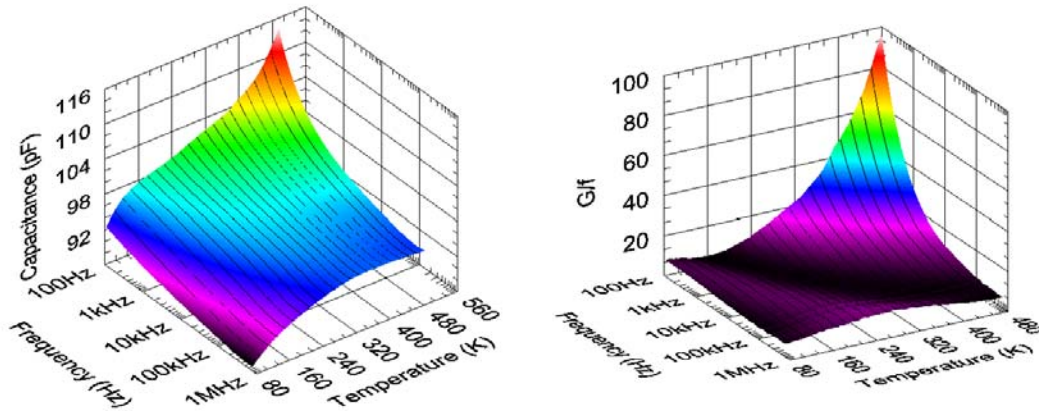 Capacitance (pF)
116
110
104
98
92
100Hz
1kHz
10kHz
100kHz
1MHz
Frequency (Hz)
80
160
240
320
400
480
560
Temperature (K)
G/f
100
80
60
40
20
100Hz
1kHz
10kHz
100kHz
1MHz
Frequency (Hz)
80
160
240
320
400
480
Temperature (K)